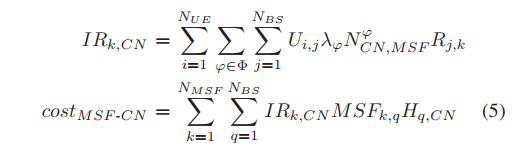 IR_{k,CN} = \sum_{i=1}^{N_{UE}} \sum_{\varphi \in \Phi} \sum_{j=1}^{N_{BS}} U_{i,j} \lambda_{\varphi} N_{CN,MSF}^{\varphi} R_{j,k}
cost_{MSF-CN} = \sum_{k=1}^{N_{MSF}} \sum_{q=1}^{N_{BS}} IR_{k,CN} MSF_{k,q} H_{q,CN} (5)